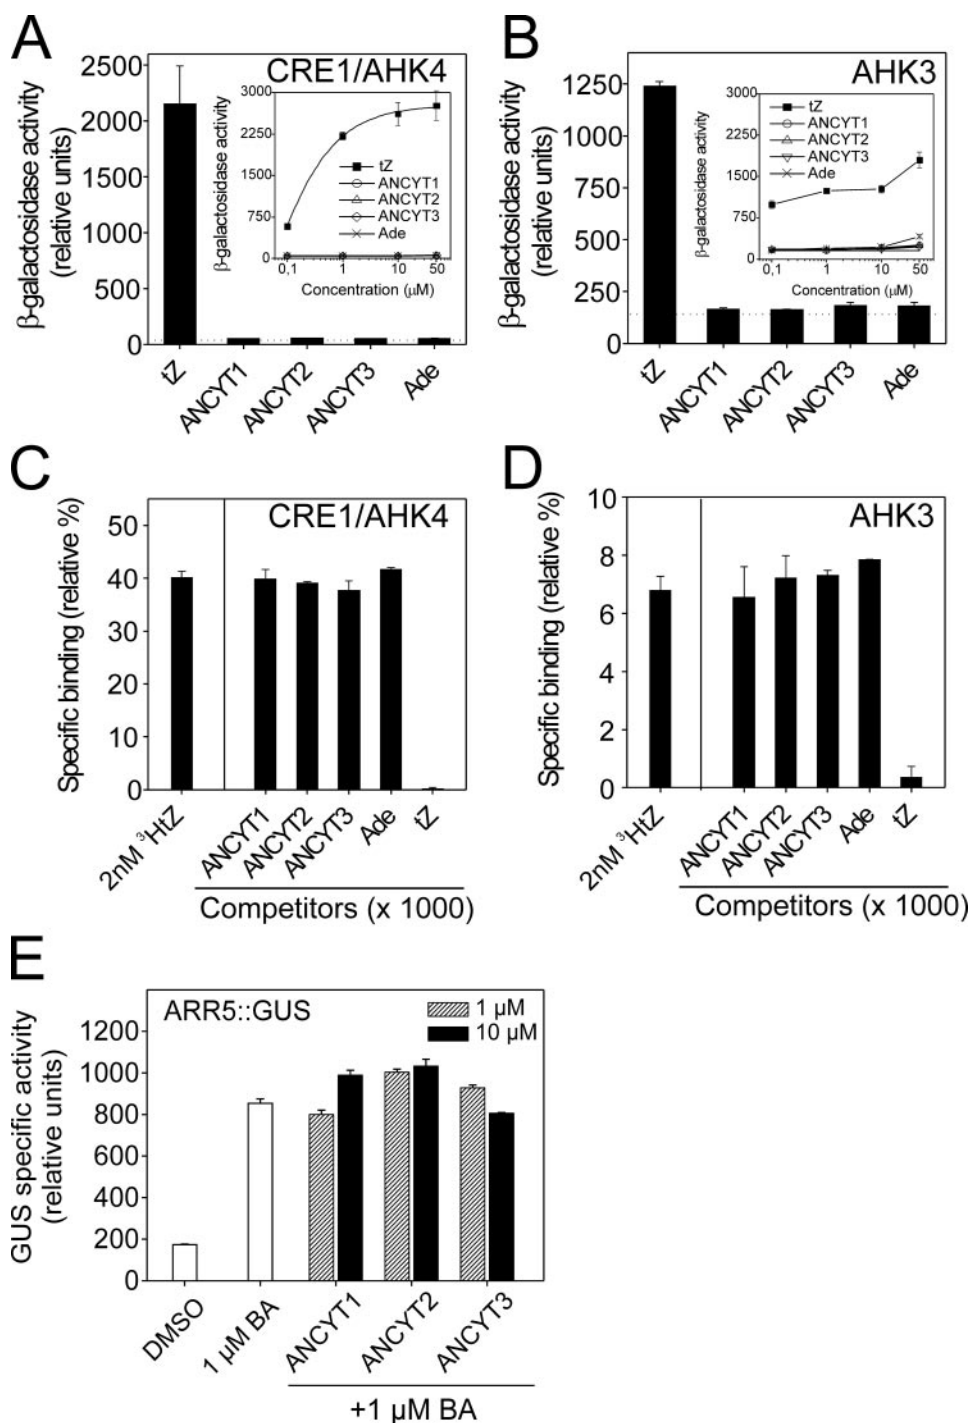 A
β-galactosidase activity
(relative units)
2500
2000
1500
1000
500
0
CRE1/AHK4
β-galactosidase activity
3000
2250
1500
750
0
tZ
ANCYT1
ANCYT2
ANCYT3
Ade
0,1
1
10
50
Concentration (μM)
tZ
ANCYT1
ANCYT2
ANCYT3
Ade
B
β-galactosidase activity
(relative units)
1250
1000
750
500
250
0
AHK3
β-galactosidase activity
3000
2250
1500
750
0
tZ
ANCYT1
ANCYT2
ANCYT3
Ade
0,1
1
10
50
Concentration (μM)
tZ
ANCYT1
ANCYT2
ANCYT3
Ade
C
Specific binding (relative %)
50
40
30
20
10
0
CRE1/AHK4
2nM ³HtZ
ANCYT1
ANCYT2
ANCYT3
Ade
tZ
Competitors (x 1000)
D
Specific binding (relative %)
10
8
6
4
2
0
AHK3
2nM ³HtZ
ANCYT1
ANCYT2
ANCYT3
Ade
tZ
Competitors (x 1000)
E
GUS specific activity
(relative units)
1200
1000
800
600
400
200
0
ARR5::GUS
1 μM
10 μM
DMSO
1 μM BA
ANCYT1
ANCYT2
ANCYT3
+1 μM BA